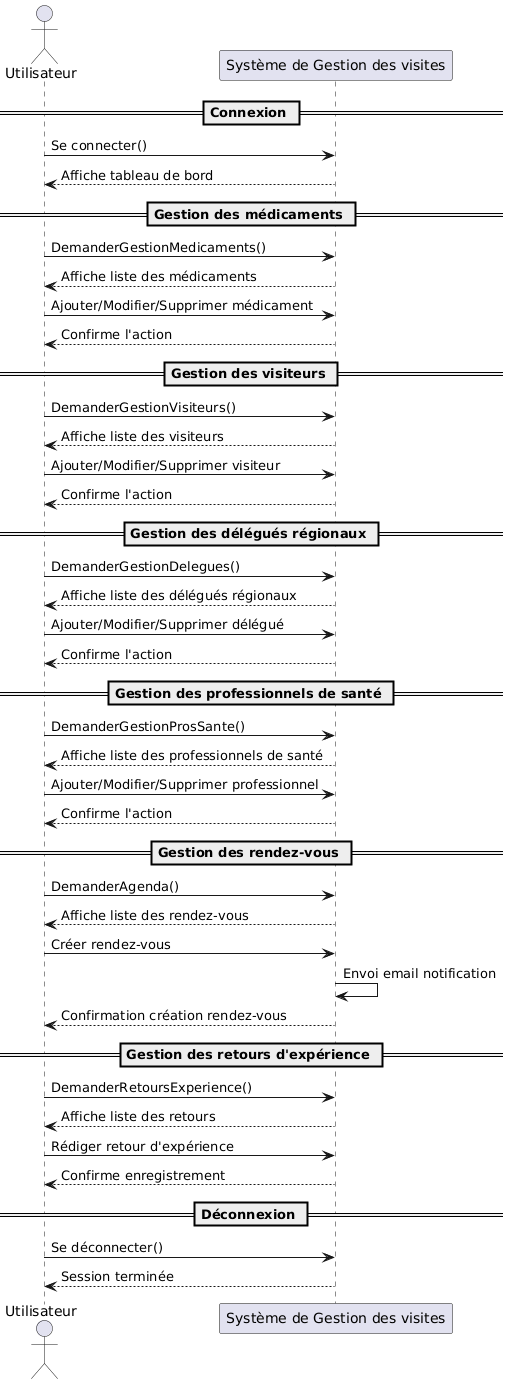 Utilisateur
Système de Gestion des visites
Connexion
Se connecter()
Affiche tableau de bord
Gestion des médicaments
DemanderGestionMedicaments()
Affiche liste des médicaments
Ajouter/Modifier/Supprimer médicament
Confirme l'action
Gestion des visiteurs
DemanderGestionVisiteurs()
Affiche liste des visiteurs
Ajouter/Modifier/Supprimer visiteur
Confirme l'action
Gestion des délégués régionaux
DemanderGestionDelegues()
Affiche liste des délégués régionaux
Ajouter/Modifier/Supprimer délégué
Confirme l'action
Gestion des professionnels de santé
DemanderGestionProsSante()
Affiche liste des professionnels de santé
Ajouter/Modifier/Supprimer professionnel
Confirme l'action
Gestion des rendez-vous
DemanderAgenda()
Affiche liste des rendez-vous
Créer rendez-vous
Envoi email notification
Confirmation création rendez-vous
Gestion des retours d'expérience
DemanderRetoursExperience()
Affiche liste des retours
Rédiger retour d'expérience
Confirme enregistrement
Déconnexion
Se déconnecter()
Session terminée
Utilisateur
Système de Gestion des visites